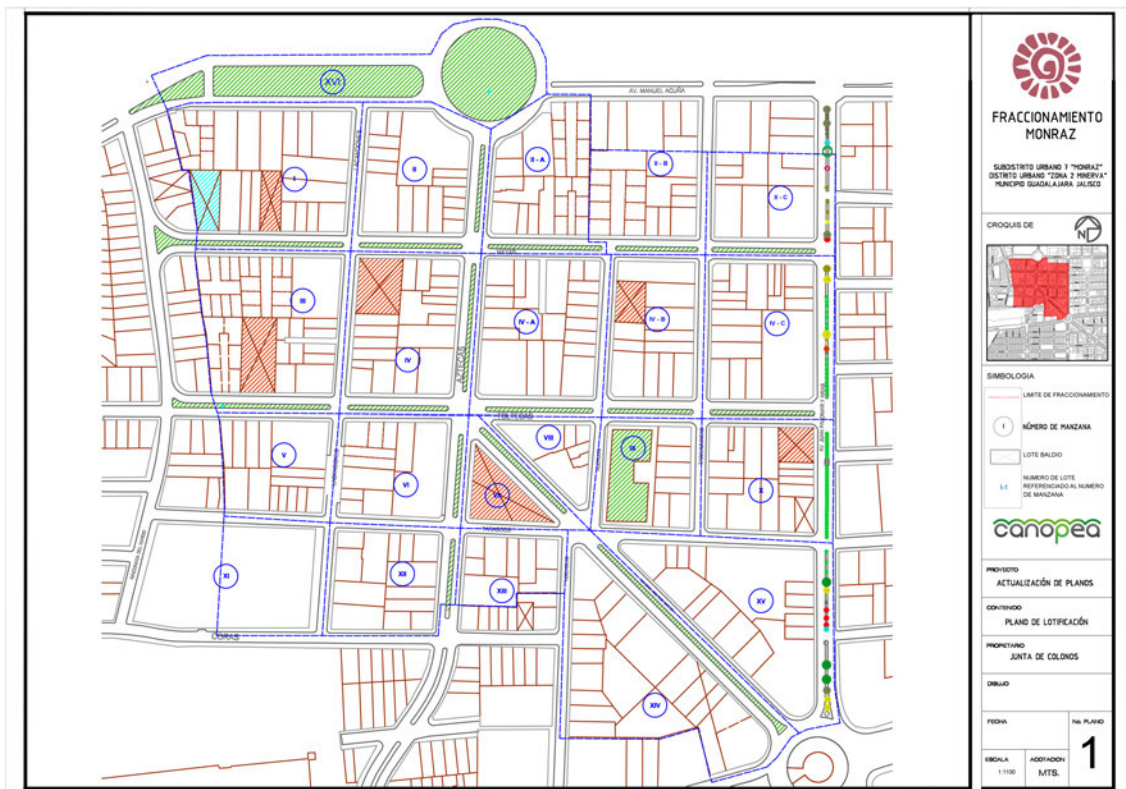 XVI
AV. MANUEL ACUÑA
I
II
II - A
II - B
II - C
III
IV
IV - A
IV - B
IV - C
AZTECAS
TOLTECAS
V
VI
VII
VIII
IX
X
XI
XII
XIII
XIV
XV
CORAS
FRACCIONAMIENTO
MONRAZ
SUBDISTRITO URBANO 7 "MONRAZ"
DISTRITO URBANO "ZONA 2 MINERVA"
MUNICIPIO GUADALAJARA JALISCO
CROQUIS DE
N
SIMBOLOGIA
LIMITE DE FRACCIONAMIENTO
I
NÚMERO DE MANZANA
LOTE BALDIO
L-1
NUMERO DE LOTE
REFERENCIADO AL NUMERO
DE MANZANA
canopea
PROYECTO
ACTUALIZACIÓN DE PLANOS
CONTENIDO
PLANO DE LOTIFICACIÓN
PROPIETARIO
JUNTA DE COLONOS
DIBUJO
FECHA
No. PLANO
1
ESCALA
1:1100
ACOTACION
MTS.